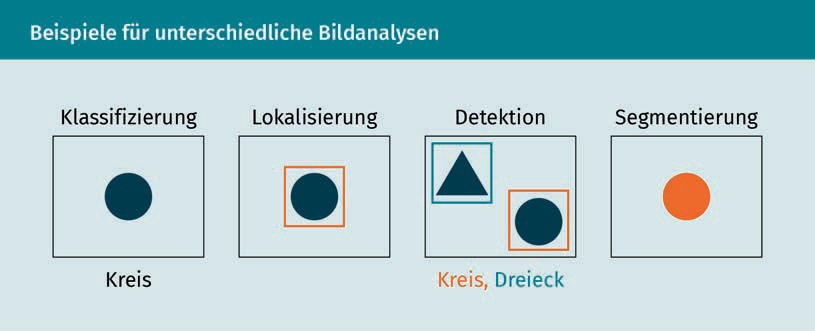 Beispiele für unterschiedliche Bildanalysen
Klassifizierung
Lokalisierung
Detektion
Segmentierung
Kreis
Kreis, Dreieck